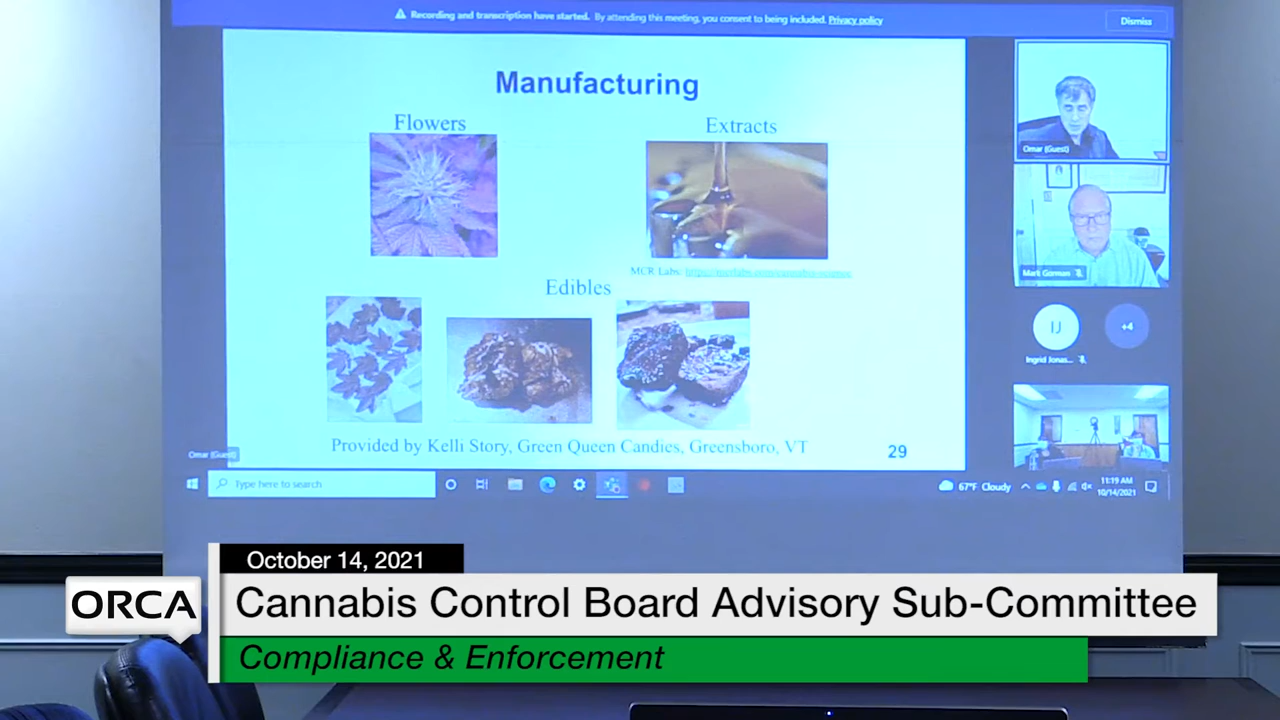 Recording and transcription have started. By attending this meeting, you consent to being included. Privacy policy
Dismiss
Manufacturing
Flowers
Extracts
MCR Labs:
Edibles
Provided by Kelli Story, Green Queen Candies, Greensboro, VT
29
Omar (Guest)
Omar (Guest)
Mark Gorman
IJ
+4
Ingrid Jonas...
Type here to search
67°F Cloudy
11:19 AM
10/14/2021
October 14, 2021
ORCA
Cannabis Control Board Advisory Sub-Committee
Compliance & Enforcement